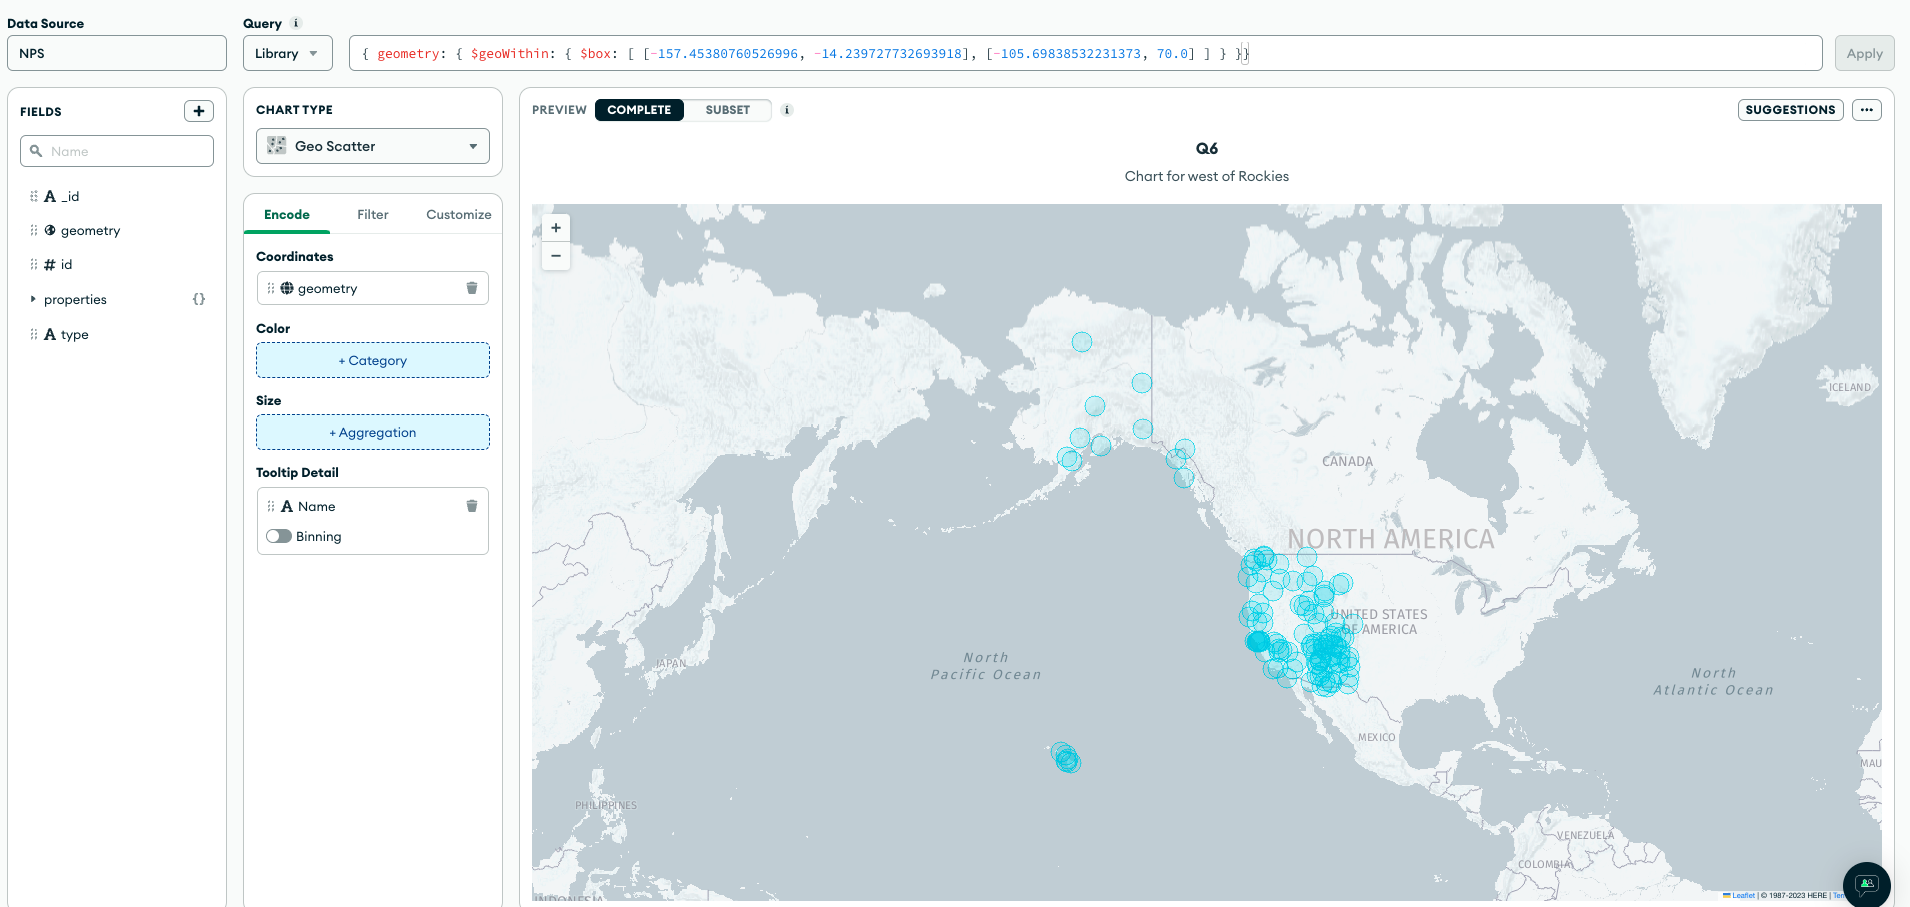 Data Source
Query i
NPS
Library
{ geometry: { $geoWithin: { $box: [ [-157.45380760526996, -14.239727732693918], [-105.69838532231373, 70.0] ] } }}
Apply
FIELDS
+
Name
A _id
geometry
# id
properties {}
A type
CHART TYPE
Geo Scatter
Encode
Filter
Customize
Coordinates
geometry
Color
+ Category
Size
+ Aggregation
Tooltip Detail
A Name
Binning
PREVIEW COMPLETE SUBSET i
SUGGESTIONS ...
Q6
Chart for west of Rockies
+
−
ICELAND
CANADA
NORTH AMERICA
UNITED STATES
OF AMERICA
JAPAN
North
Pacific Ocean
North
Atlantic Ocean
MEXICO
MAU
PHILIPPINES
VENEZUELA
COLOMBIA
INDONESIA
Leaflet | © 1987-2023 HERE | Ter